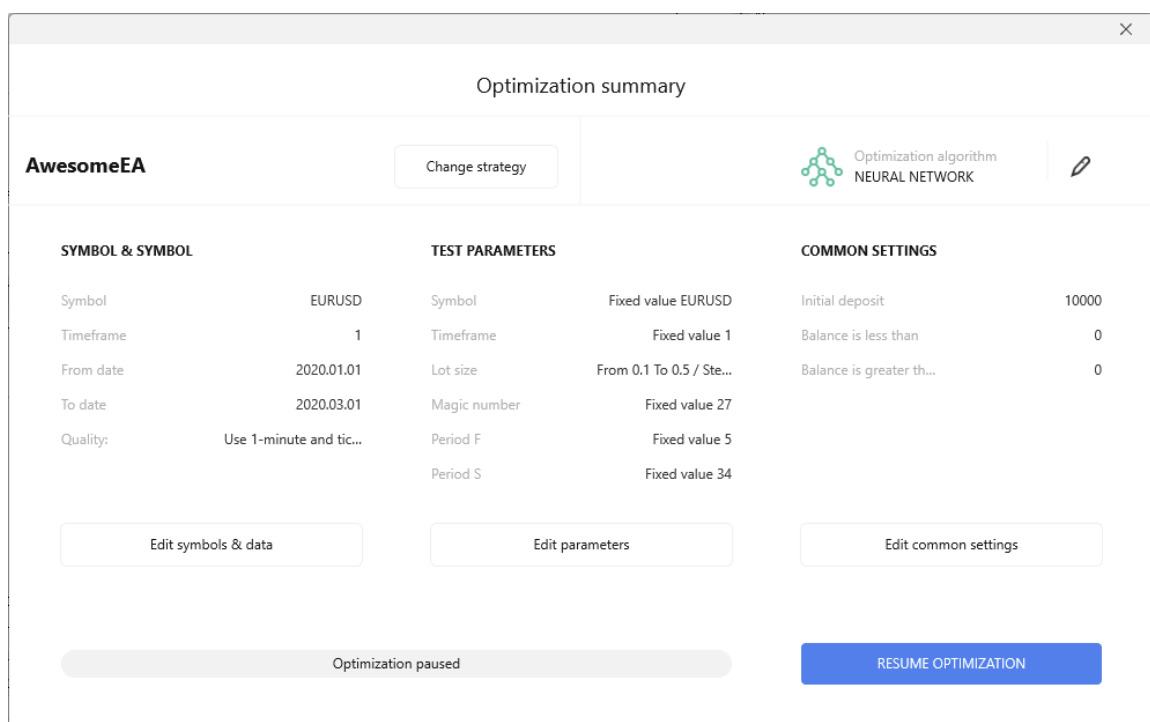 Optimization summary
AwesomeEA
Change strategy
Optimization algorithm
NEURAL NETWORK
SYMBOL & SYMBOL
Symbol EURUSD
Timeframe 1
From date 2020.01.01
To date 2020.03.01
Quality: Use 1-minute and tic...
Edit symbols & data
TEST PARAMETERS
Symbol Fixed value EURUSD
Timeframe Fixed value 1
Lot size From 0.1 To 0.5 / Ste...
Magic number Fixed value 27
Period F Fixed value 5
Period S Fixed value 34
Edit parameters
COMMON SETTINGS
Initial deposit 10000
Balance is less than 0
Balance is greater th... 0
Edit common settings
Optimization paused
RESUME OPTIMIZATION